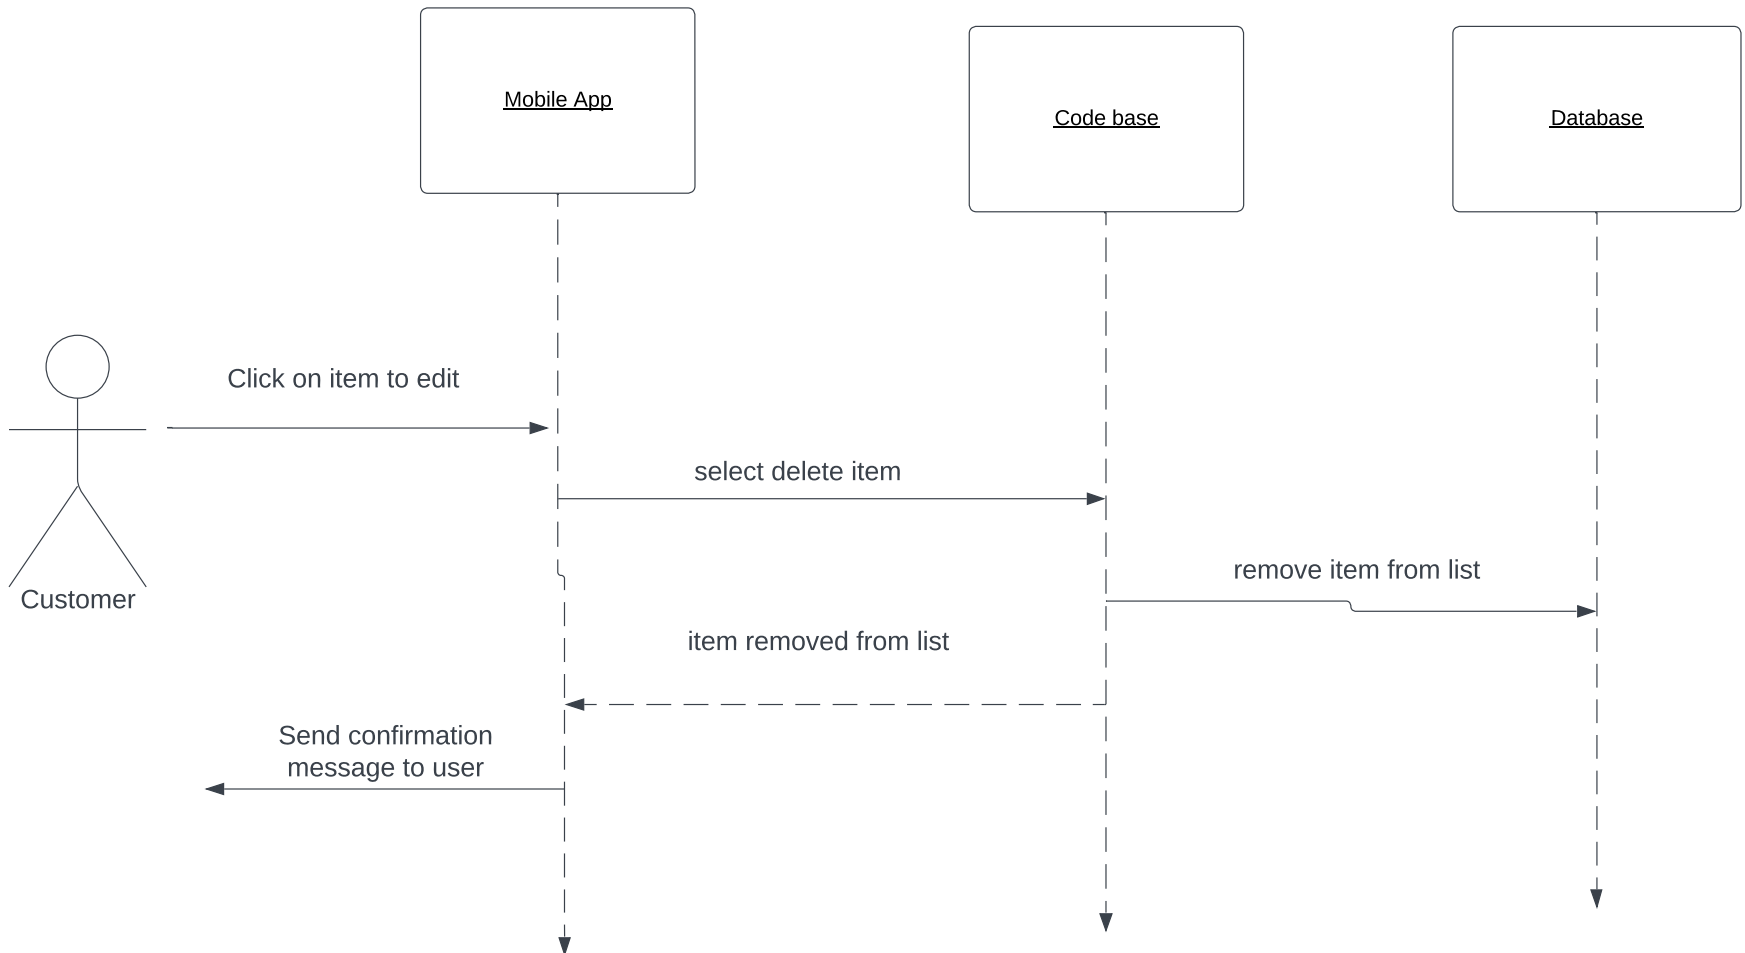 Mobile App
Code base
Database
Click on item to edit
select delete item
remove item from list
Customer
item removed from list
Send confirmation
message to user